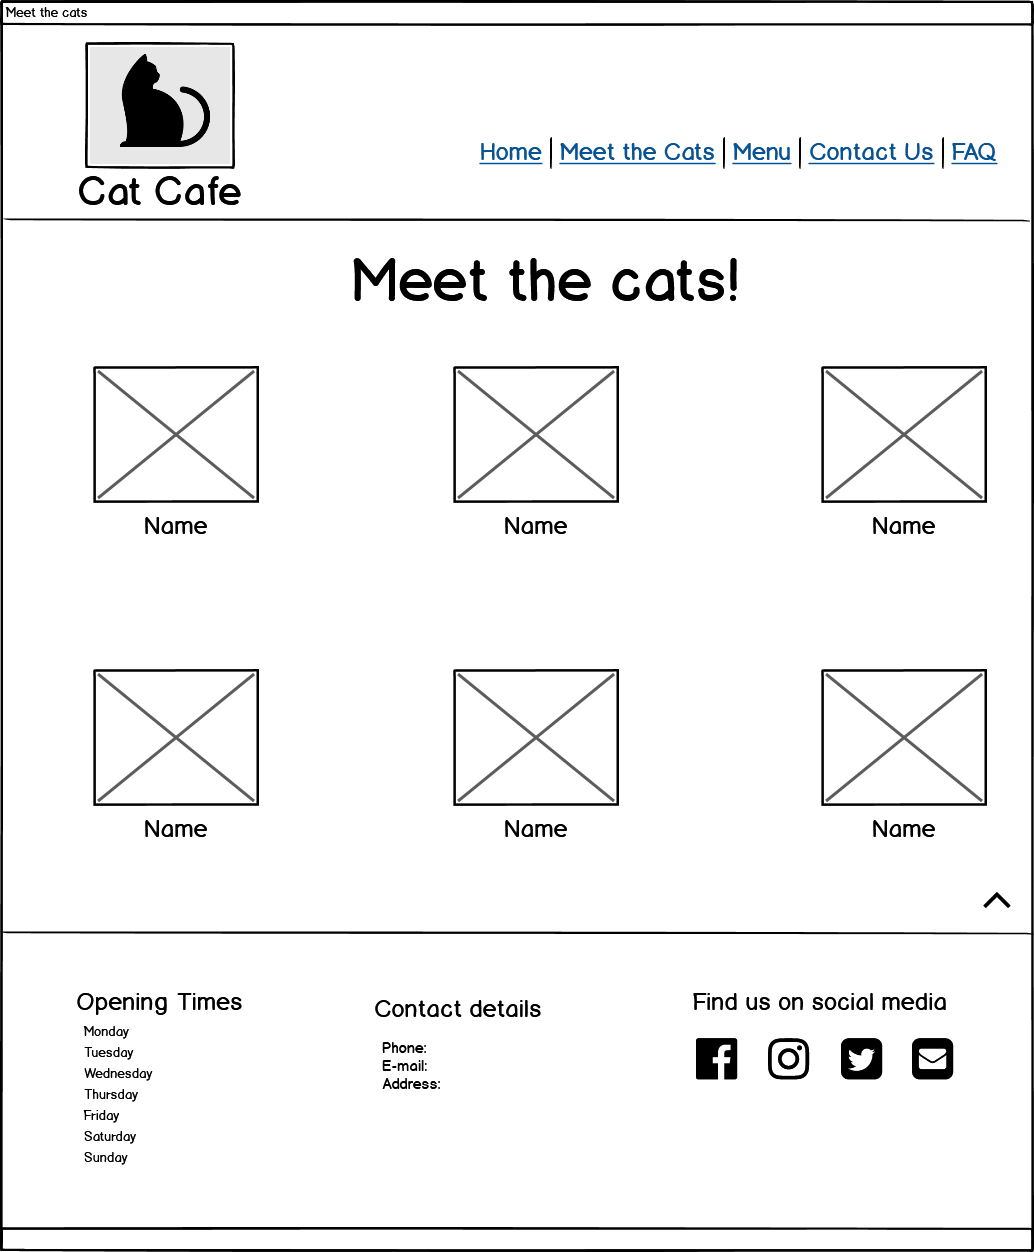 Meet the cats
Cat Cafe
Home | Meet the Cats | Menu | Contact Us | FAQ
Meet the cats!
Name Name Name
Name Name Name
Opening Times
Monday
Tuesday
Wednesday
Thursday
Friday
Saturday
Sunday
Contact details
Phone:
E-mail:
Address:
Find us on social media